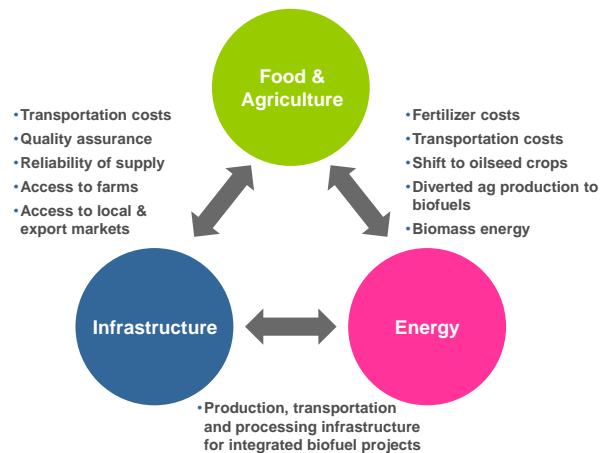 Food &
Agriculture
• Transportation costs
• Quality assurance
• Reliability of supply
• Access to farms
• Access to local &
export markets
• Fertilizer costs
• Transportation costs
• Shift to oilseed crops
• Diverted ag production to
biofuels
• Biomass energy
Infrastructure
Energy
• Production, transportation
and processing infrastructure
for integrated biofuel projects